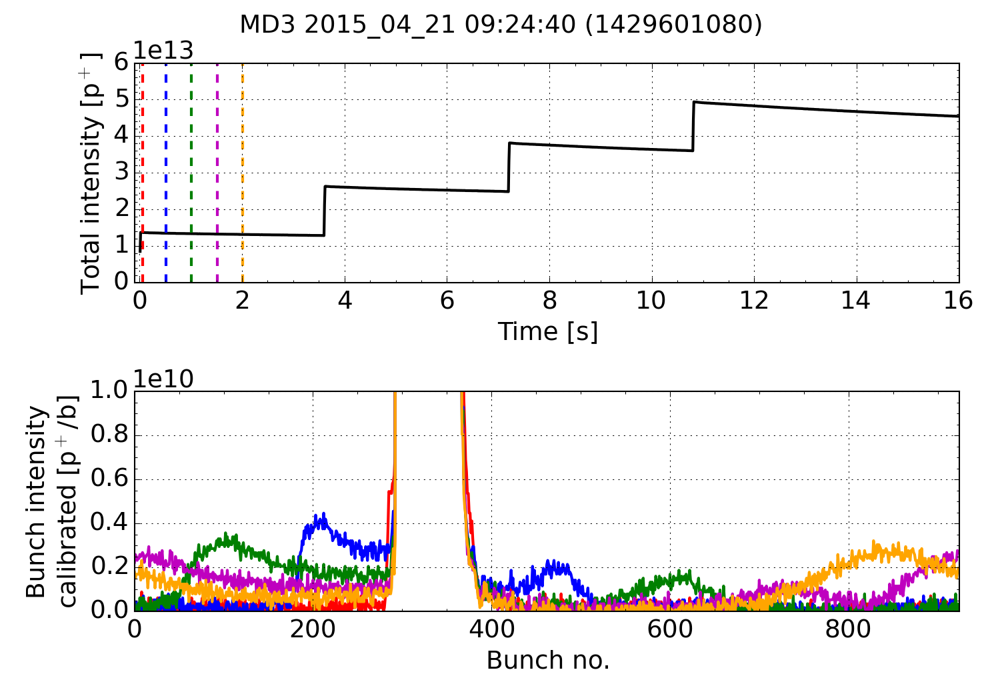 MD3 2015_04_21 09:24:40 (1429601080)
1e13
6
5
4
3
2
1
0
Total intensity [p⁺]
0 2 4 6 8 10 12 14 16
Time [s]
1e10
1.0
0.8
0.6
0.4
0.2
0.0
Bunch intensity
calibrated [p⁺/b]
0 200 400 600 800
Bunch no.